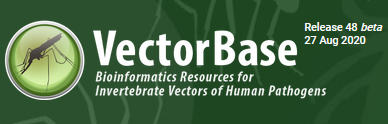 VectorBase
Release 48 beta
27 Aug 2020
Bioinformatics Resources for
Invertebrate Vectors of Human Pathogens